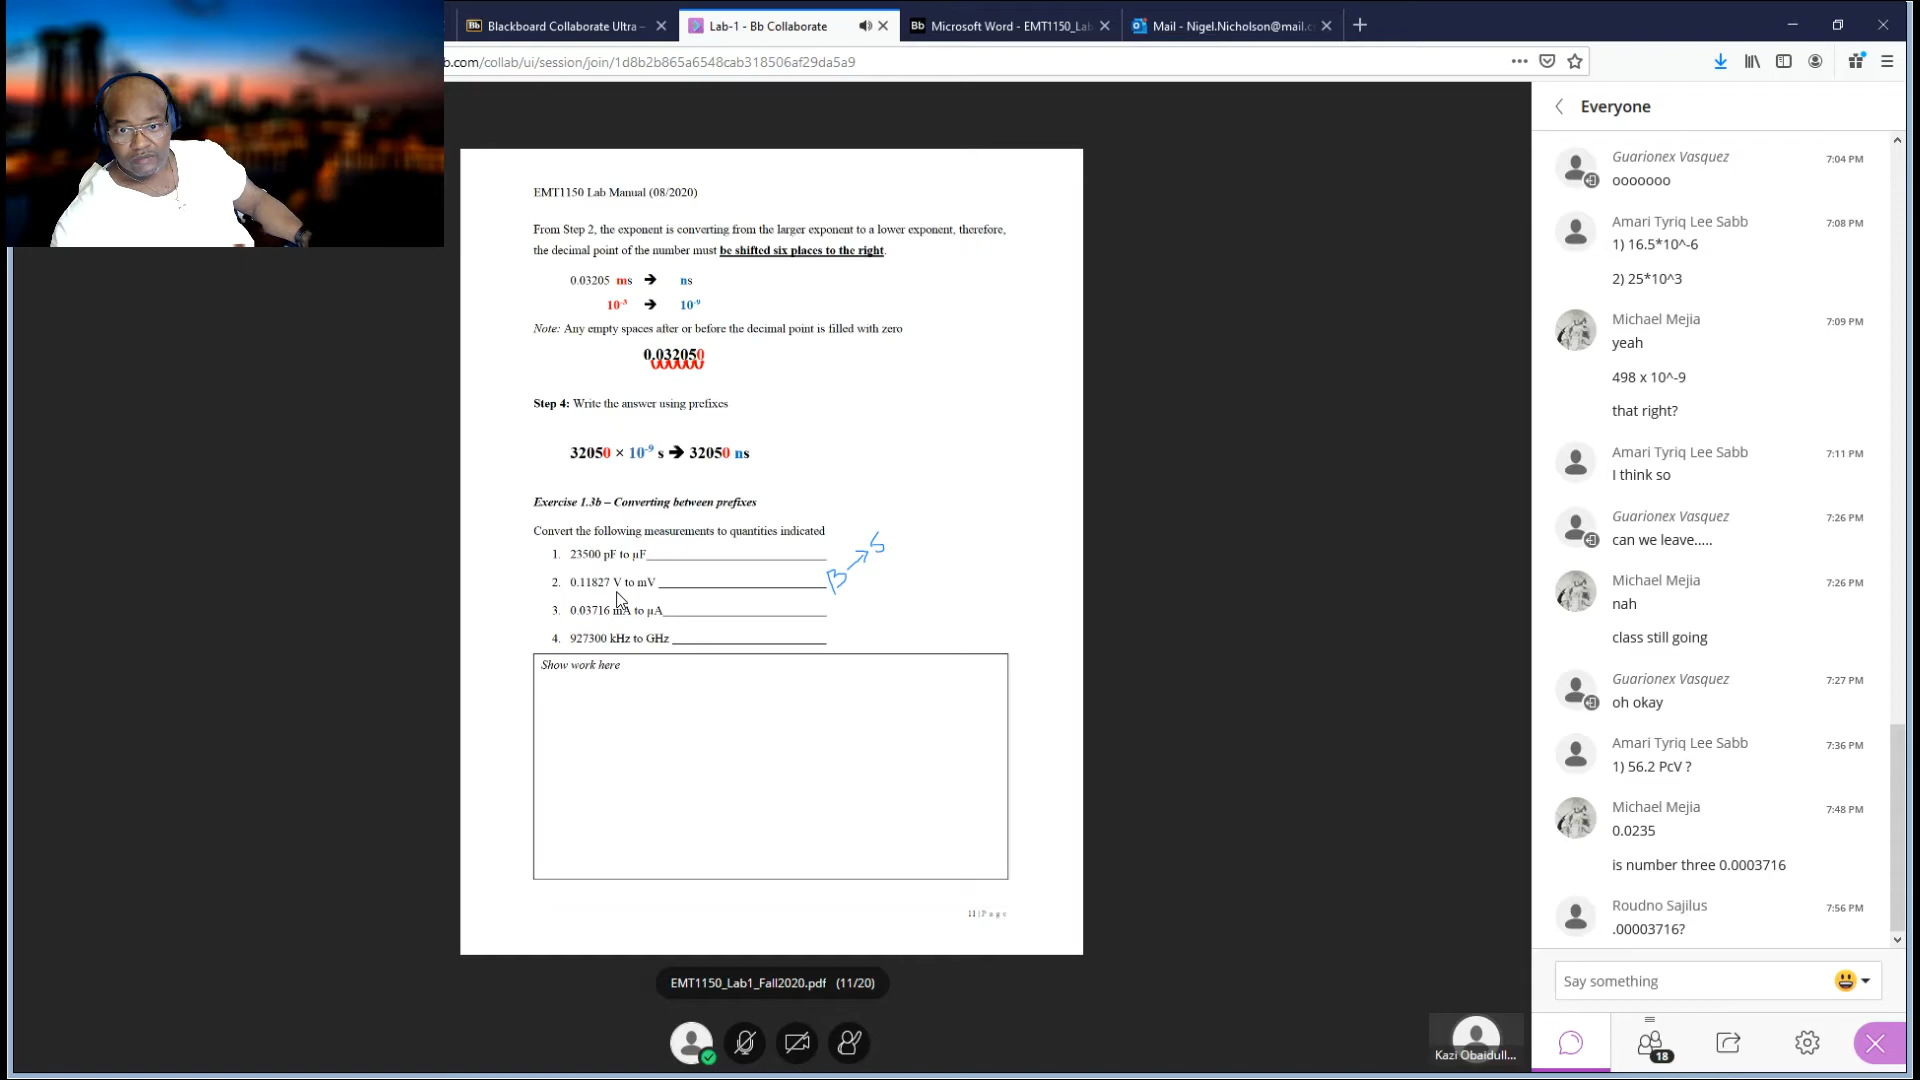 Blackboard Collaborate Ultra –
Lab-1 - Bb Collaborate
Microsoft Word - EMT1150_Lab
Mail - Nigel.Nicholson@mail.c
b.com/collab/ui/session/join/1d8b2b865a6548cab318506af29da5a9
EMT1150 Lab Manual (08/2020)
From Step 2, the exponent is converting from the larger exponent to a lower exponent, therefore,
the decimal point of the number must be shifted six places to the right.
0.03205 ms ➔ ns
10⁻³ ➔ 10⁻⁹
Note: Any empty spaces after or before the decimal point is filled with zero
0.032050
Step 4: Write the answer using prefixes
32050 × 10⁻⁹ s ➔ 32050 ns
Exercise 1.3b – Converting between prefixes
Convert the following measurements to quantities indicated
1. 23500 pF to µF
2. 0.11827 V to mV
3. 0.03716 mA to µA
4. 927300 kHz to GHz
B → S
Show work here
11 | Page
EMT1150_Lab1_Fall2020.pdf (11/20)
Kazi Obaidull...
Everyone
Guarionex Vasquez 7:04 PM
ooooooo
Amari Tyriq Lee Sabb 7:08 PM
1) 16.5*10^-6
2) 25*10^3
Michael Mejia 7:09 PM
yeah
498 x 10^-9
that right?
Amari Tyriq Lee Sabb 7:11 PM
I think so
Guarionex Vasquez 7:26 PM
can we leave.....
Michael Mejia 7:26 PM
nah
class still going
Guarionex Vasquez 7:27 PM
oh okay
Amari Tyriq Lee Sabb 7:36 PM
1) 56.2 PcV ?
Michael Mejia 7:48 PM
0.0235
is number three 0.0003716
Roudno Sajilus 7:56 PM
.00003716?
Say something
18